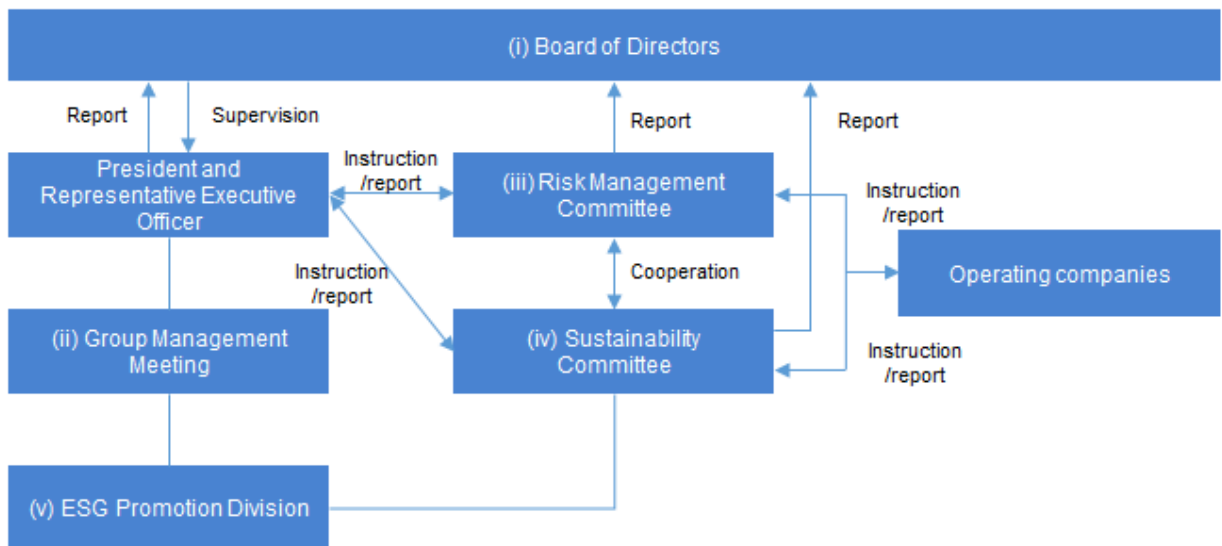 (i) Board of Directors
Report
Supervision
Report
Report
President and
Representative Executive
Officer
Instruction
/report
(iii) Risk Management
Committee
Instruction
/report
Operating companies
Instruction
/report
Cooperation
(ii) Group Management
Meeting
(iv) Sustainability
Committee
Instruction
/report
(v) ESG Promotion Division